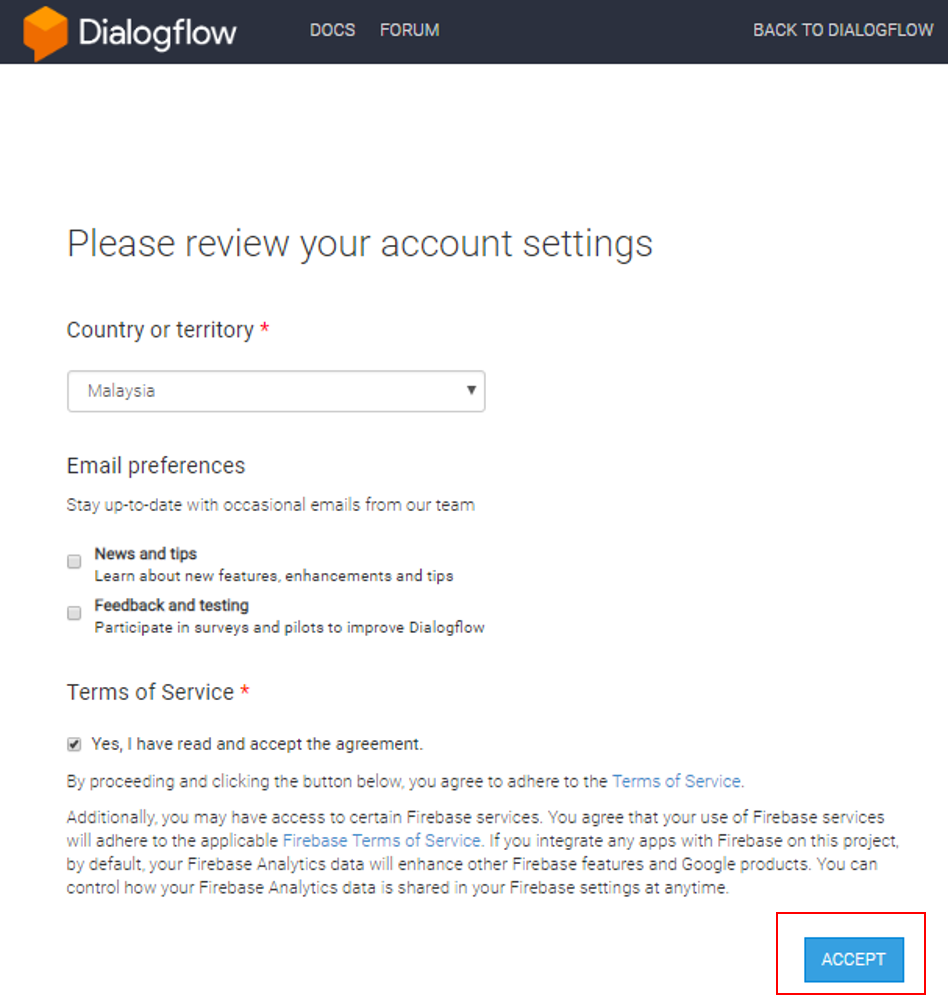 Dialogflow DOCS FORUM BACK TO DIALOGFLOW
Please review your account settings
Country or territory *
Malaysia
Email preferences
Stay up-to-date with occasional emails from our team
News and tips
Learn about new features, enhancements and tips
Feedback and testing
Participate in surveys and pilots to improve Dialogflow
Terms of Service *
Yes, I have read and accept the agreement.
By proceeding and clicking the button below, you agree to adhere to the Terms of Service.
Additionally, you may have access to certain Firebase services. You agree that your use of Firebase services
will adhere to the applicable Firebase Terms of Service. If you integrate any apps with Firebase on this project,
by default, your Firebase Analytics data will enhance other Firebase features and Google products. You can
control how your Firebase Analytics data is shared in your Firebase settings at anytime.
ACCEPT